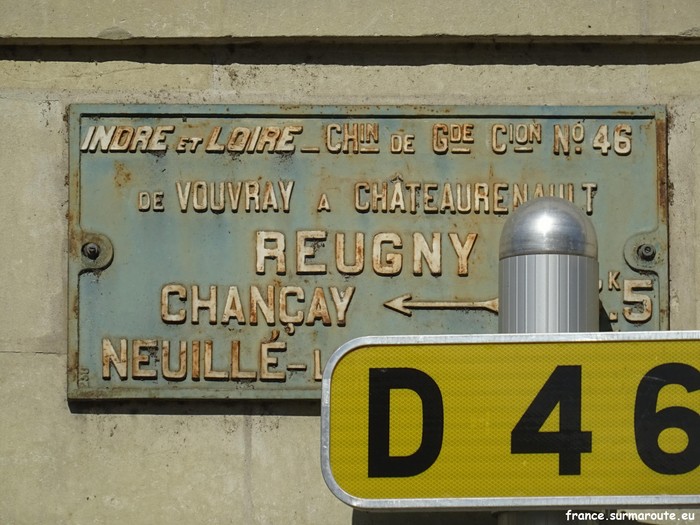 INDRE ET LOIRE _ CHIN DE GDE CION NO. 46
DE VOUVRAY A CHÂTEAURENAULT
REUGNY
CHANÇAY K5
NEUILLÉ-
D 46
france.surmaroute.eu